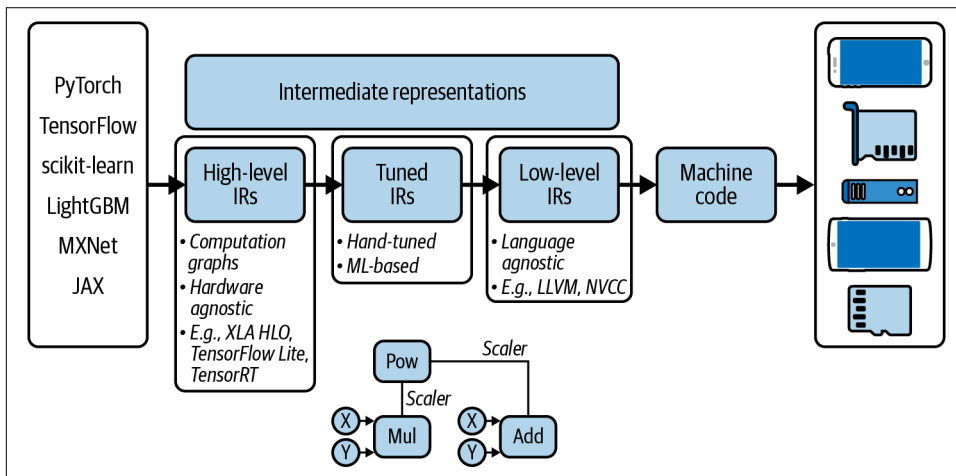 PyTorch
TensorFlow
scikit-learn
LightGBM
MXNet
JAX
Intermediate representations
High-level
IRs
• Computation
graphs
• Hardware
agnostic
• E.g., XLA HLO,
TensorFlow Lite,
TensorRT
Tuned
IRs
• Hand-tuned
• ML-based
Low-level
IRs
• Language
agnostic
• E.g., LLVM, NVCC
Machine
code
Pow
Scaler
Scaler
X
Y
Mul
X
Y
Add